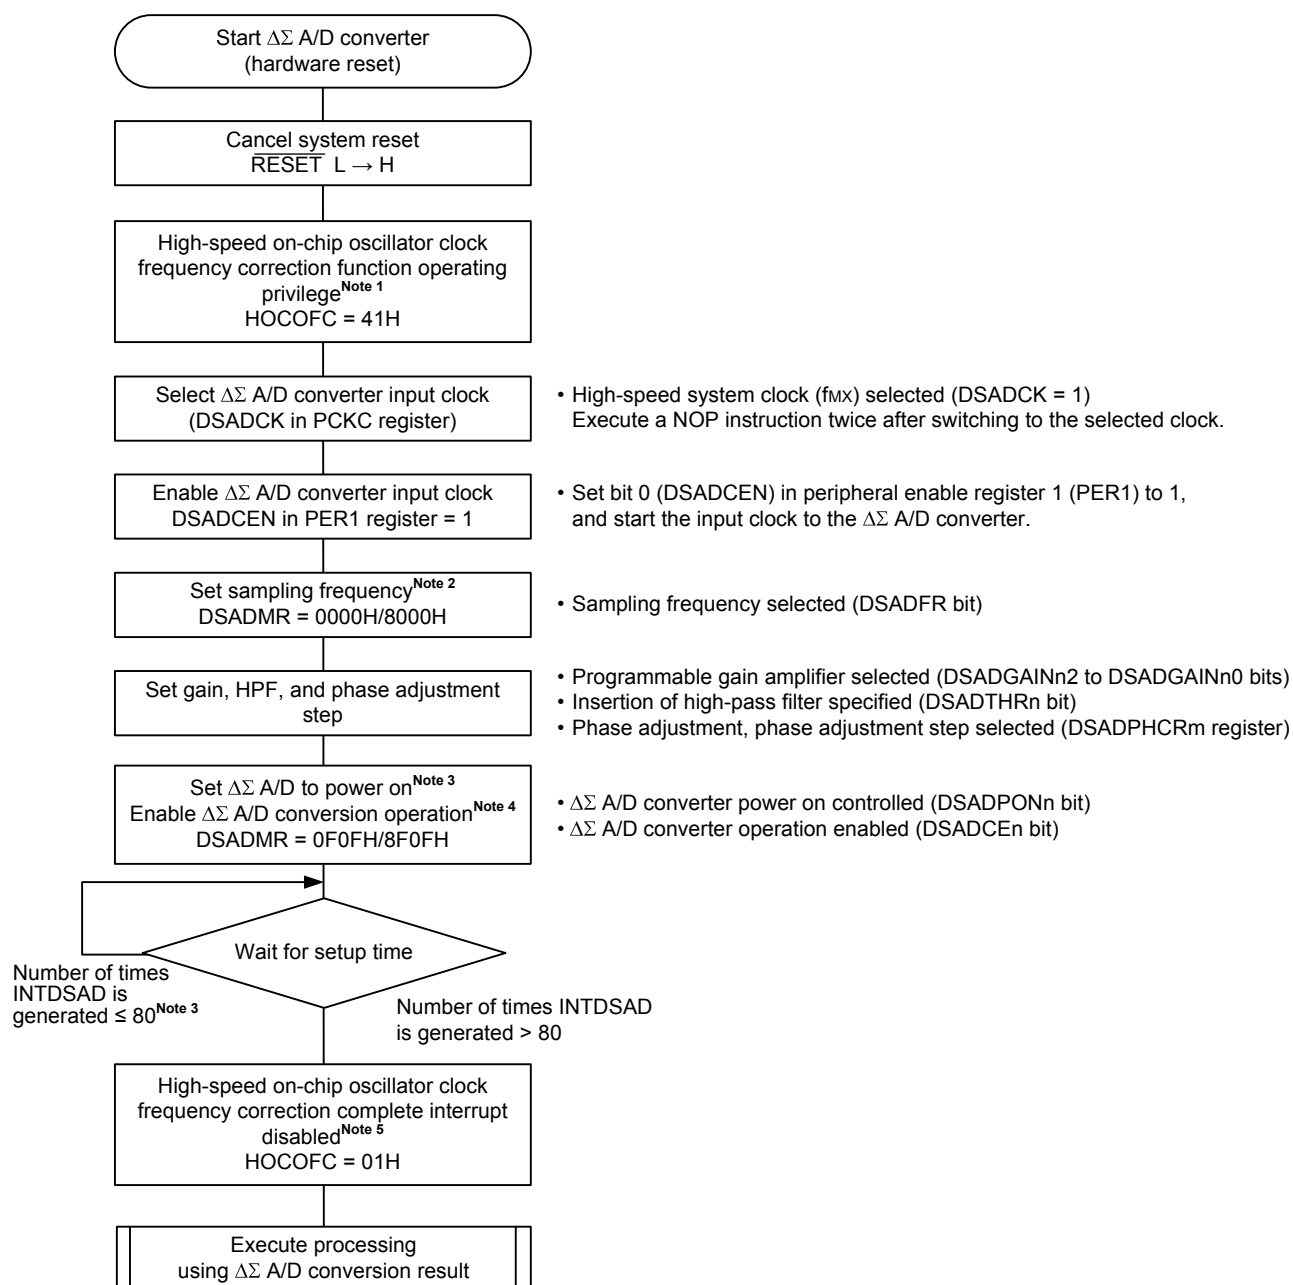 Start ΔΣ A/D converter
(hardware reset)
Cancel system reset
RESET L → H
High-speed on-chip oscillator clock
frequency correction function operating
privilegeNote 1
HOCOFC = 41H
Select ΔΣ A/D converter input clock
(DSADCK in PCKC register)
• High-speed system clock (fMX) selected (DSADCK = 1)
Execute a NOP instruction twice after switching to the selected clock.
Enable ΔΣ A/D converter input clock
DSADCEN in PER1 register = 1
• Set bit 0 (DSADCEN) in peripheral enable register 1 (PER1) to 1,
and start the input clock to the ΔΣ A/D converter.
Set sampling frequencyNote 2
DSADMR = 0000H/8000H
• Sampling frequency selected (DSADFR bit)
Set gain, HPF, and phase adjustment
step
• Programmable gain amplifier selected (DSADGAINn2 to DSADGAINn0 bits)
• Insertion of high-pass filter specified (DSADTHRn bit)
• Phase adjustment, phase adjustment step selected (DSADPHCRm register)
Set ΔΣ A/D to power onNote 3
Enable ΔΣ A/D conversion operationNote 4
DSADMR = 0F0FH/8F0FH
• ΔΣ A/D converter power on controlled (DSADPONn bit)
• ΔΣ A/D converter operation enabled (DSADCEn bit)
Wait for setup time
Number of times
INTDSAD is
generated ≤ 80Note 3
Number of times INTDSAD
is generated > 80
High-speed on-chip oscillator clock
frequency correction complete interrupt
disabledNote 5
HOCOFC = 01H
Execute processing
using ΔΣ A/D conversion result